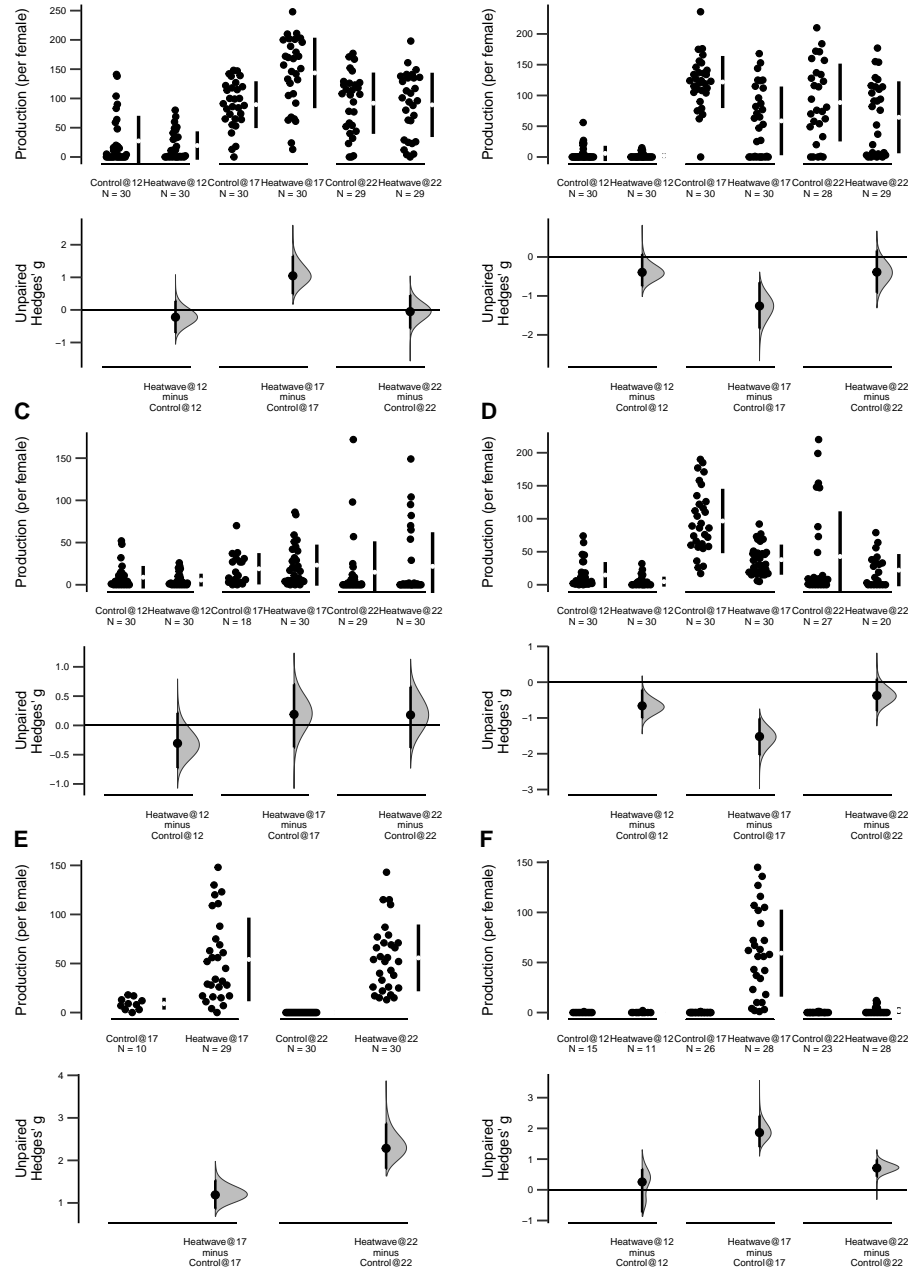 Production (per female)
250
200
150
100
50
0
Control@12 Heatwave@12 Control@17 Heatwave@17 Control@22 Heatwave@22
N = 30 N = 30 N = 30 N = 30 N = 29 N = 29
Unpaired
Hedges' g
2
1
0
−1
Heatwave@12 Heatwave@17 Heatwave@22
minus minus minus
Control@12 Control@17 Control@22
Production (per female)
200
150
100
50
0
Control@12 Heatwave@12 Control@17 Heatwave@17 Control@22 Heatwave@22
N = 30 N = 30 N = 30 N = 30 N = 28 N = 29
Unpaired
Hedges' g
0
−1
−2
Heatwave@12 Heatwave@17 Heatwave@22
minus minus minus
Control@12 Control@17 Control@22
C
Production (per female)
150
100
50
0
Control@12 Heatwave@12 Control@17 Heatwave@17 Control@22 Heatwave@22
N = 30 N = 30 N = 18 N = 30 N = 29 N = 30
Unpaired
Hedges' g
1.0
0.5
0.0
−0.5
−1.0
Heatwave@12 Heatwave@17 Heatwave@22
minus minus minus
Control@12 Control@17 Control@22
D
Production (per female)
200
150
100
50
0
Control@12 Heatwave@12 Control@17 Heatwave@17 Control@22 Heatwave@22
N = 30 N = 30 N = 30 N = 30 N = 27 N = 20
Unpaired
Hedges' g
1
0
−1
−2
−3
Heatwave@12 Heatwave@17 Heatwave@22
minus minus minus
Control@12 Control@17 Control@22
E
Production (per female)
150
100
50
0
Control@17 Heatwave@17 Control@22 Heatwave@22
N = 10 N = 29 N = 30 N = 30
Unpaired
Hedges' g
4
3
2
1
Heatwave@17 Heatwave@22
minus minus
Control@17 Control@22
F
Production (per female)
150
100
50
0
Control@12 Heatwave@12 Control@17 Heatwave@17 Control@22 Heatwave@22
N = 15 N = 11 N = 26 N = 28 N = 23 N = 28
Unpaired
Hedges' g
3
2
1
0
−1
Heatwave@12 Heatwave@17 Heatwave@22
minus minus minus
Control@12 Control@17 Control@22